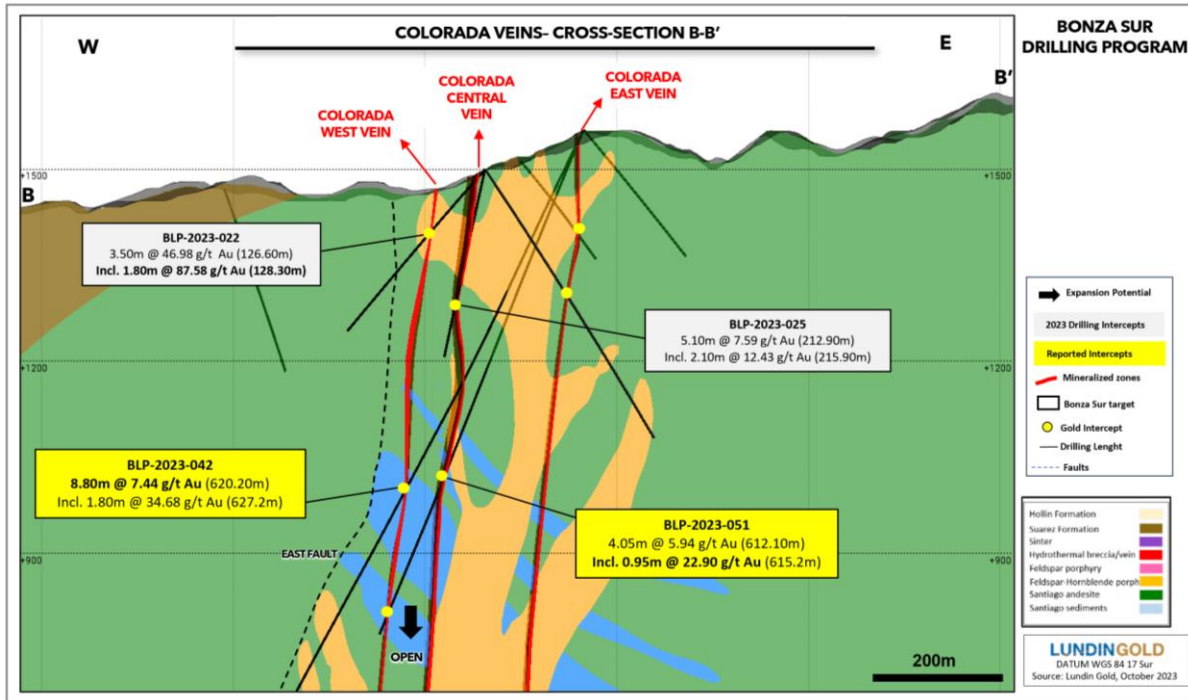 COLORADA VEINS– CROSS-SECTION B-B’
BONZA SUR
DRILLING PROGRAM
W
E
B’
COLORADA
WEST VEIN
COLORADA
CENTRAL
VEIN
COLORADA
EAST VEIN
+1500
+1500
B
BLP-2023-022
3.50m @ 46.98 g/t Au (126.60m)
Incl. 1.80m @ 87.58 g/t Au (128.30m)
BLP-2023-025
5.10m @ 7.59 g/t Au (212.90m)
Incl. 2.10m @ 12.43 g/t Au (215.90m)
+1200
+1200
BLP-2023-042
8.80m @ 7.44 g/t Au (620.20m)
Incl. 1.80m @ 34.68 g/t Au (627.2m)
BLP-2023-051
4.05m @ 5.94 g/t Au (612.10m)
Incl. 0.95m @ 22.90 g/t Au (615.2m)
EAST FAULT
+900
+900
OPEN
200m
Expansion Potential
2023 Drilling Intercepts
Reported Intercepts
Mineralized zones
Bonza Sur target
Gold Intercept
Drilling Lenght
Faults
Hollin Formation
Suarez Formation
Sinter
Hydrothermal breccia/vein
Feldspar porphyry
Feldspar-Hornblende porph
Santiago andesite
Santiago sediments
LUNDINGOLD
DATUM WGS 84 17 Sur
Source: Lundin Gold, October 2023